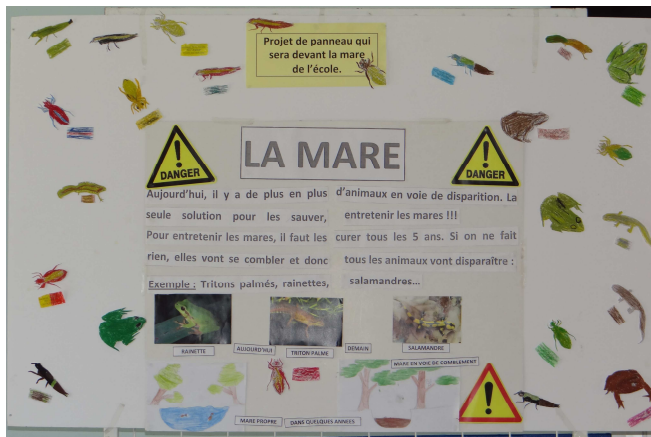 Projet de panneau qui
sera devant la mare
de l'école.
LA MARE
DANGER
DANGER
Aujourd'hui, il y a de plus en plus d'animaux en voie de disparition. La
seule solution pour les sauver, entretenir les mares !!!
Pour entretenir les mares, il faut les curer tous les 5 ans. Si on ne fait
rien, elles vont se combler et donc tous les animaux vont disparaître :
Exemple : Tritons palmés, rainettes, salamandres...
RAINETTE
AUJOURD'HUI
TRITON PALME
DEMAIN
SALAMANDRE
MARE EN VOIE DE COMBLEMENT
MARE PROPRE
DANS QUELQUES ANNEES